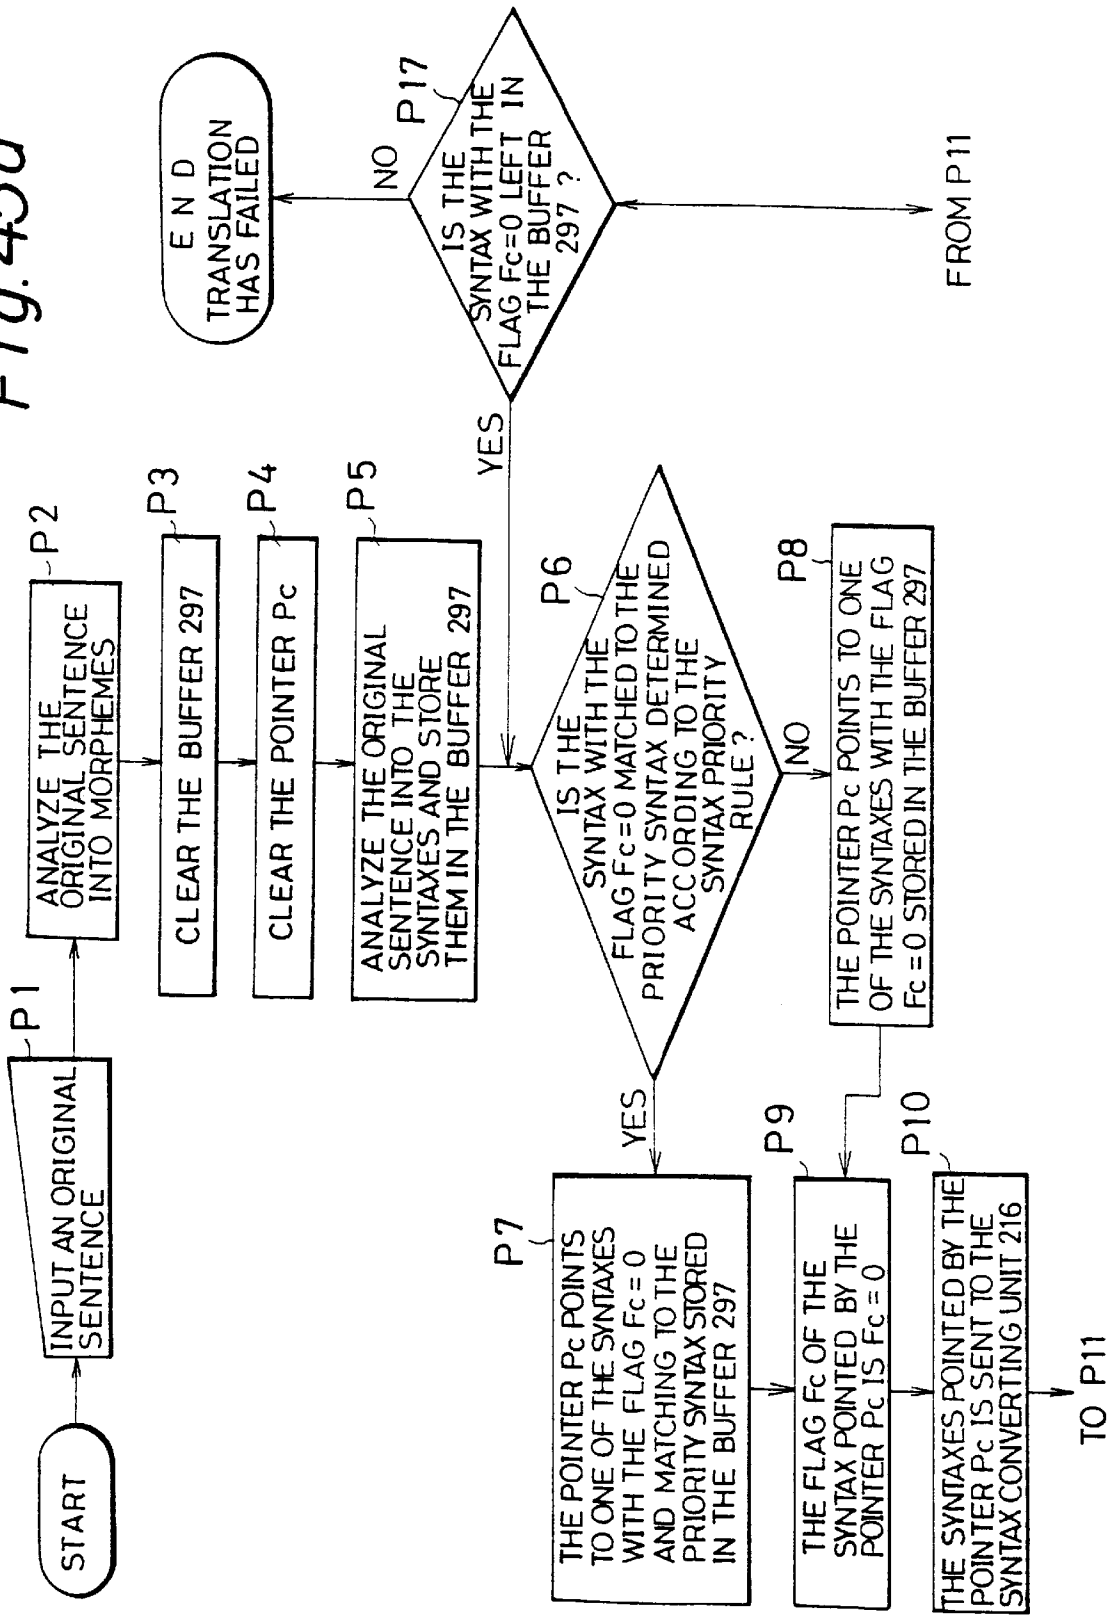 Fig. 45a
START
P1
INPUT AN ORIGINAL
SENTENCE
P2
ANALYZE THE
ORIGINAL SENTENCE
INTO MORPHEMES
P3
CLEAR THE BUFFER 297
P4
CLEAR THE POINTER Pc
P5
ANALYZE THE ORIGINAL
SENTENCE INTO THE
SYNTAXES AND STORE
THEM IN THE BUFFER 297
P6
IS THE
SYNTAX WITH THE
FLAG Fc=0 MATCHED TO THE
PRIORITY SYNTAX DETERMINED
ACCORDING TO THE
SYNTAX PRIORITY
RULE?
YES
NO
P7
THE POINTER Pc POINTS
TO ONE OF THE SYNTAXES
WITH THE FLAG Fc = 0
AND MATCHING TO THE
PRIORITY SYNTAX STORED
IN THE BUFFER 297
P8
THE POINTER Pc POINTS TO ONE
OF THE SYNTAXES WITH THE FLAG
Fc = 0 STORED IN THE BUFFER 297
P9
THE FLAG Fc OF THE
SYNTAX POINTED BY THE
POINTER Pc IS Fc = 0
P10
THE SYNTAXES POINTED BY THE
POINTER Pc IS SENT TO THE
SYNTAX CONVERTING UNIT 216
TO P11
END
TRANSLATION
HAS FAILED
NO
P17
IS THE
SYNTAX WITH THE
FLAG Fc=0 LEFT IN
THE BUFFER
297 ?
YES
FROM P11